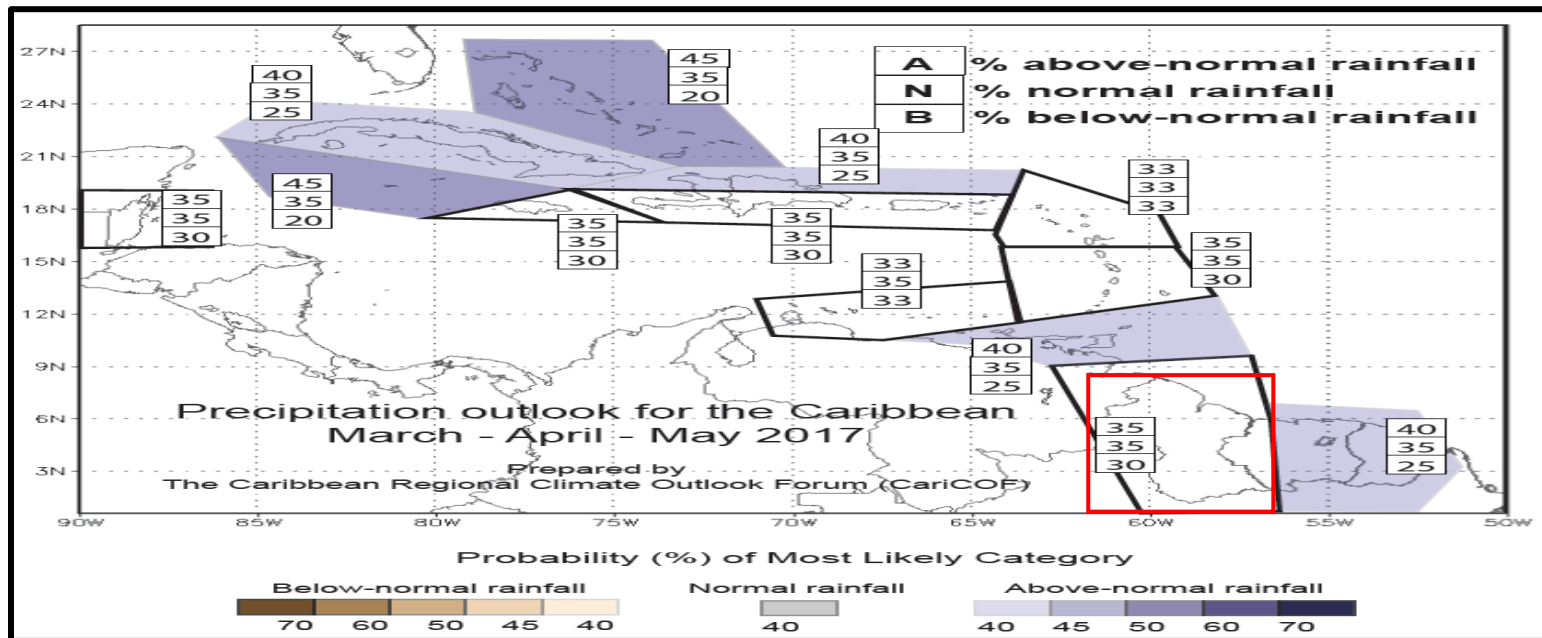 27N
24N
21N
18N
15N
12N
9N
6N
3N
A % above-normal rainfall
N % normal rainfall
B % below-normal rainfall
40
35
25
45
35
20
40
35
25
33
33
33
45
35
20
35
35
30
35
35
30
35
35
30
35
35
30
33
35
33
40
35
25
35
35
30
40
35
25
Precipitation outlook for the Caribbean
March - April - May 2017
Prepared by
The Caribbean Regional Climate Outlook Forum (CariCOF)
90W 85W 80W 75W 70W 65W 60W 55W 50W
Probability (%) of Most Likely Category
Below-normal rainfall Normal rainfall Above-normal rainfall
70 60 50 45 40 40 40 45 50 60 70